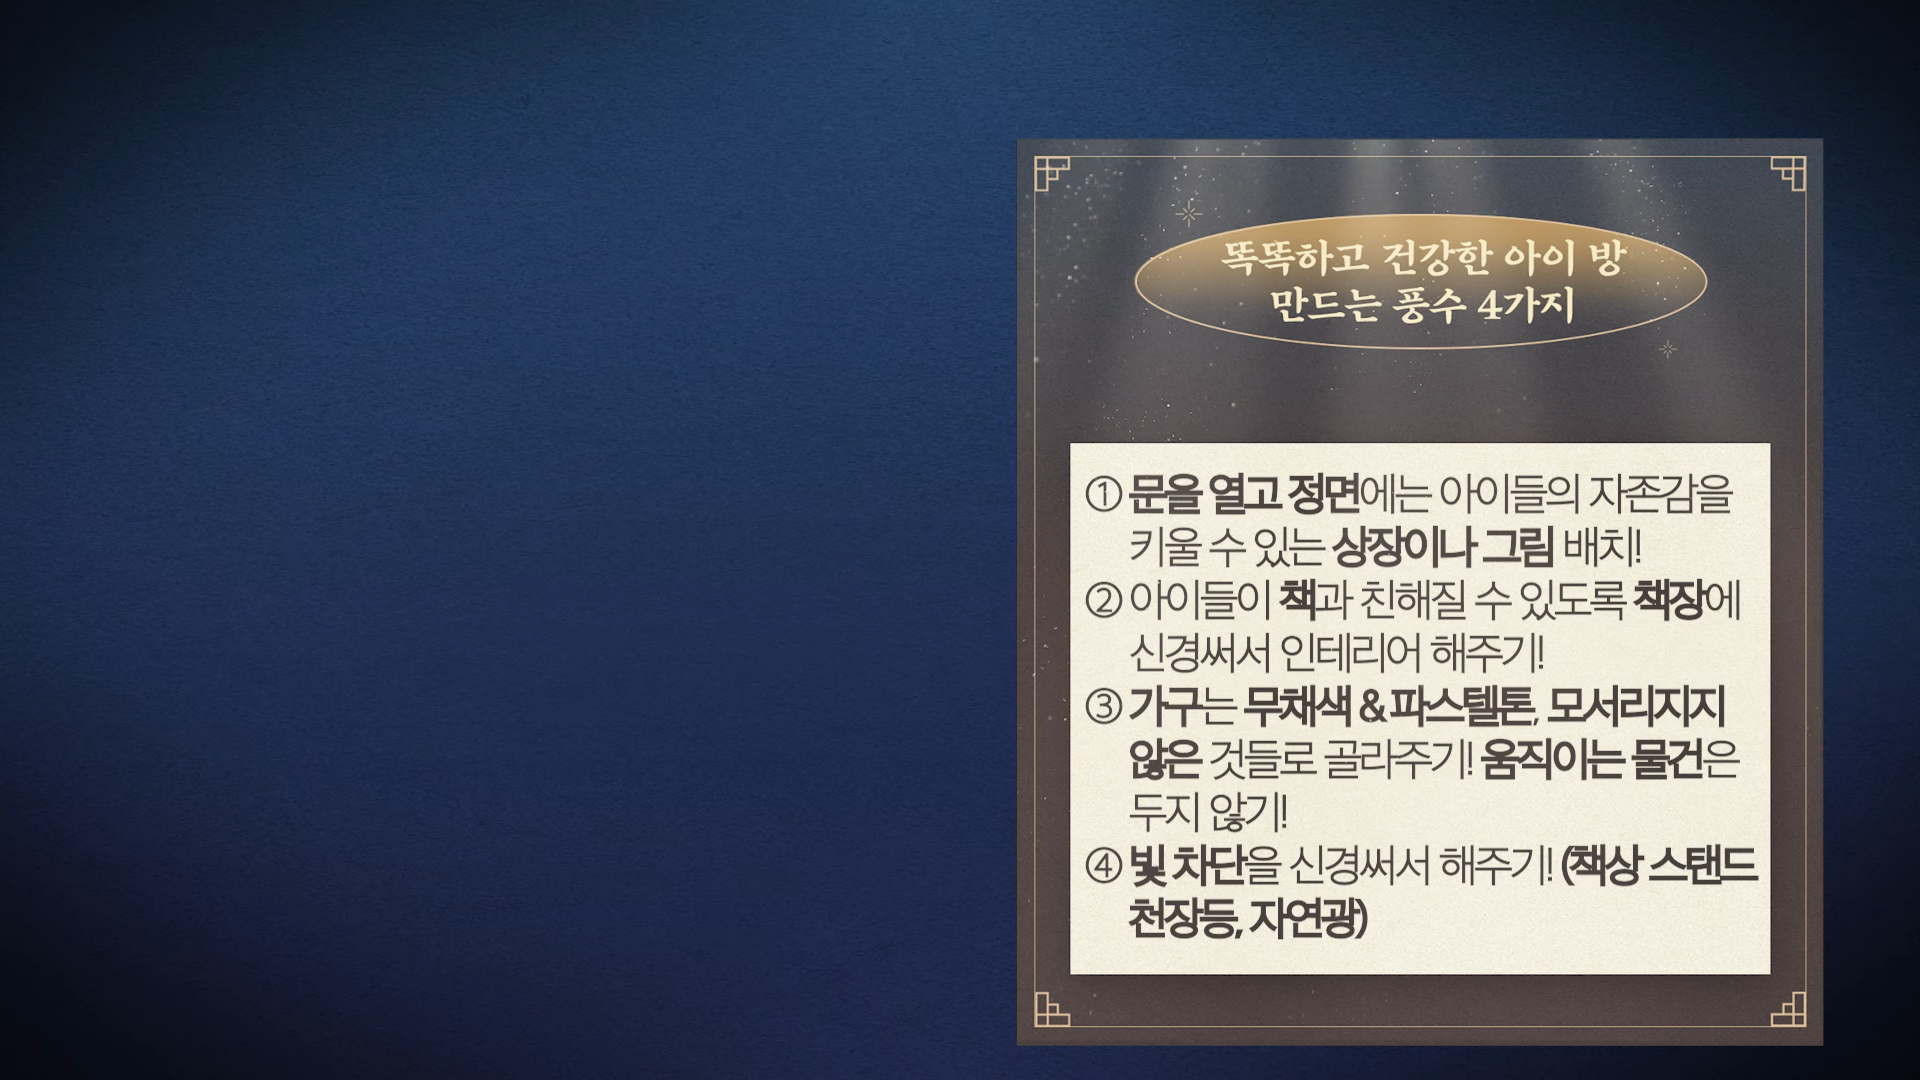 똑똑하고 건강한 아이 방
만드는 풍수 4가지
① 문을 열고 정면에는 아이들의 자존감을
키울 수 있는 상장이나 그림 배치!
② 아이들이 책과 친해질 수 있도록 책장에
신경써서 인테리어 해주기!
③ 가구는 무채색 & 파스텔톤, 모서리지지
않은 것들로 골라주기! 움직이는 물건은
두지 않기!
④ 빛 차단을 신경써서 해주기! (책상 스탠드
천장등, 자연광)